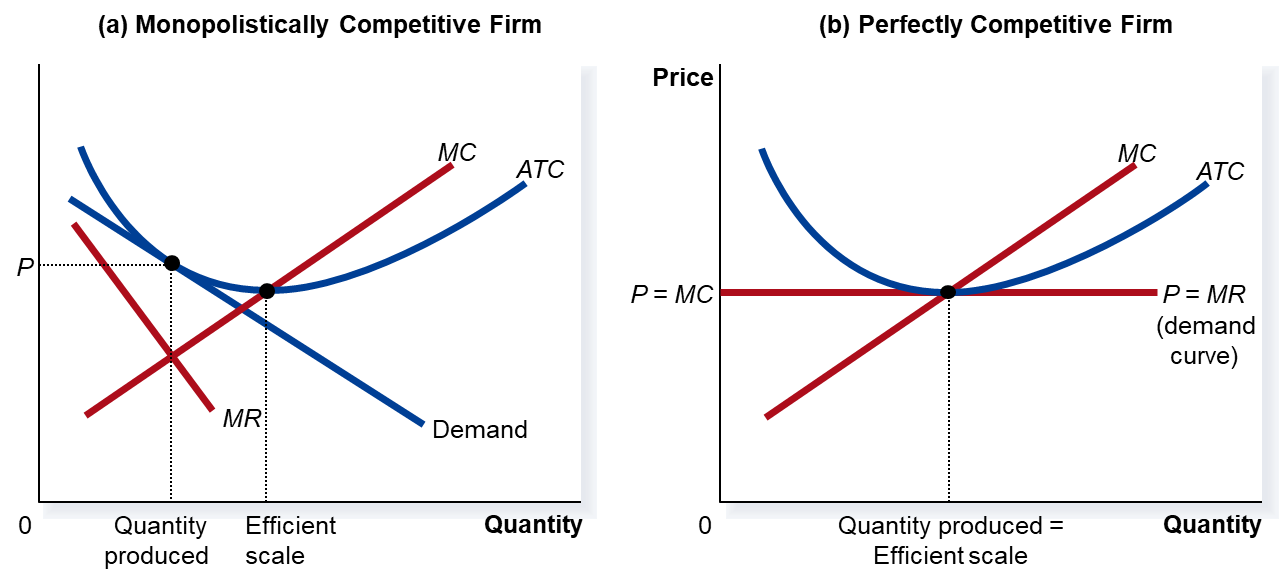 (a) Monopolistically Competitive Firm
MC
ATC
P
MR
Demand
0
Quantity
produced
Efficient
scale
Quantity
(b) Perfectly Competitive Firm
Price
MC
ATC
P = MC
P = MR
(demand
curve)
0
Quantity produced =
Efficient scale
Quantity